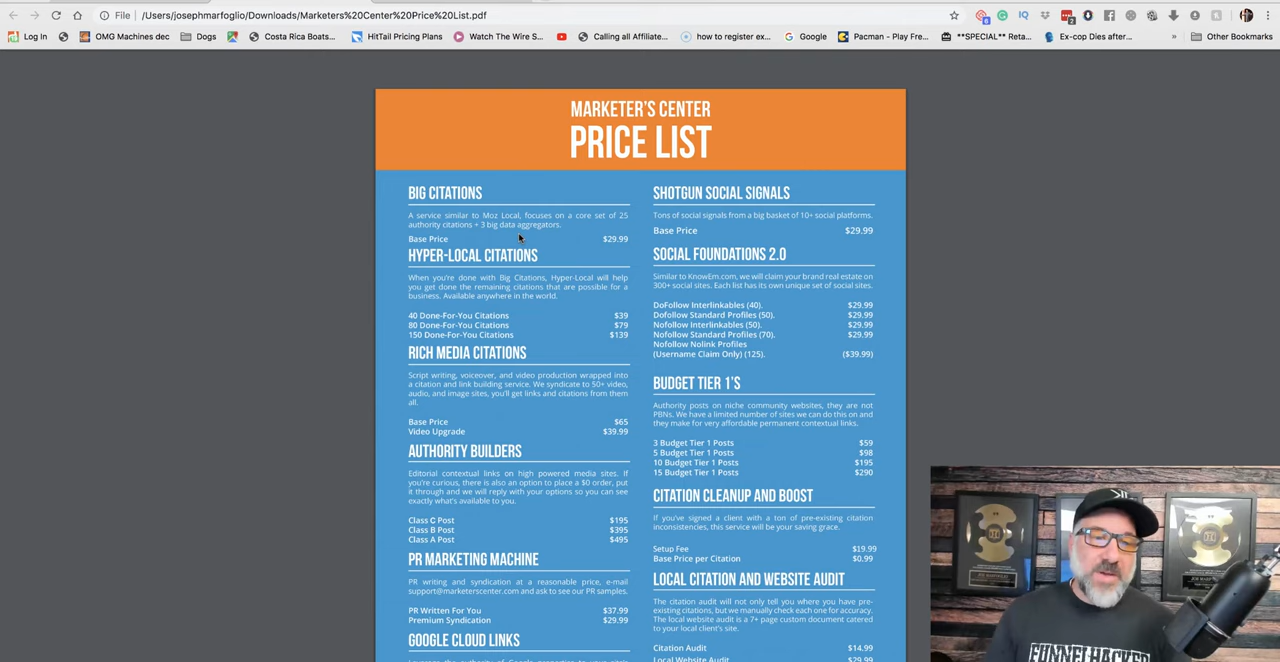 File
/Users/josephmarfoglio/Downloads/Marketers%20Center%20Price%20List.pdf
Log In
OMG Machines dec
Dogs
Costa Rica Boats...
HitTail Pricing Plans
Watch The Wire S...
Calling all Affiliate...
how to register ex...
Google
Pacman - Play Fre...
**SPECIAL** Reta...
Ex-cop Dies after...
»
Other Bookmarks
MARKETER'S CENTER
PRICE LIST
BIG CITATIONS
A service similar to Moz Local, focuses on a core set of 25
authority citations + 3 big data aggregators.
Base Price $29.99
HYPER-LOCAL CITATIONS
When you're done with Big Citations, Hyper-Local will help
you get done the remaining citations that are possible for a
business. Available anywhere in the world.
40 Done-For-You Citations $39
80 Done-For-You Citations $79
150 Done-For-You Citations $139
RICH MEDIA CITATIONS
Script writing, voiceover, and video production wrapped into
a citation and link building service. We syndicate to 50+ video,
audio, and image sites, you'll get links and citations from them
all.
Base Price $65
Video Upgrade $39.99
AUTHORITY BUILDERS
Editorial contextual links on high powered media sites. If
you're curious, there is also an option to place a $0 order, put
it through and we will reply with your options so you can see
exactly what's available to you.
Class C Post $195
Class B Post $395
Class A Post $495
PR MARKETING MACHINE
PR writing and syndication at a reasonable price, e-mail
support@marketerscenter.com and ask to see our PR samples.
PR Written For You $37.99
Premium Syndication $29.99
GOOGLE CLOUD LINKS
SHOTGUN SOCIAL SIGNALS
Tons of social signals from a big basket of 10+ social platforms.
Base Price $29.99
SOCIAL FOUNDATIONS 2.0
Similar to KnowEm.com, we will claim your brand real estate on
300+ social sites. Each list has its own unique set of social sites.
DoFollow Interlinkables (40). $29.99
Dofollow Standard Profiles (50). $29.99
Nofollow Interlinkables (50). $29.99
Nofollow Standard Profiles (70). $29.99
Nofollow Nolink Profiles
(Username Claim Only) (125). ($39.99)
BUDGET TIER 1'S
Authority posts on niche community websites, they are not
PBNs. We have a limited number of sites we can do this on and
they make for very affordable permanent contextual links.
3 Budget Tier 1 Posts $59
5 Budget Tier 1 Posts $98
10 Budget Tier 1 Posts $195
15 Budget Tier 1 Posts $290
CITATION CLEANUP AND BOOST
If you've signed a client with a ton of pre-existing citation
inconsistencies, this service will be your saving grace.
Setup Fee $19.99
Base Price per Citation $0.99
LOCAL CITATION AND WEBSITE AUDIT
The citation audit will not only tell you where you have pre-
existing citations, but we manually check each one for accuracy.
The local website audit is a 7+ page custom document catered
to your local client's site.
Citation Audit $14.99
Local Website Audit $29.99
FUNNELHACKER